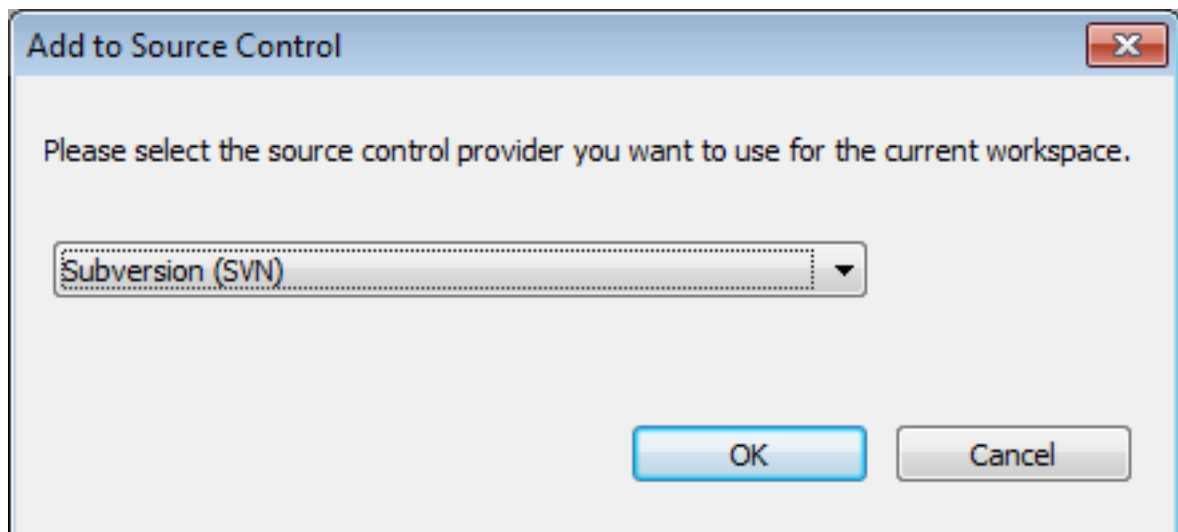 Add to Source Control
Please select the source control provider you want to use for the current workspace.
Subversion (SVN)
OK
Cancel